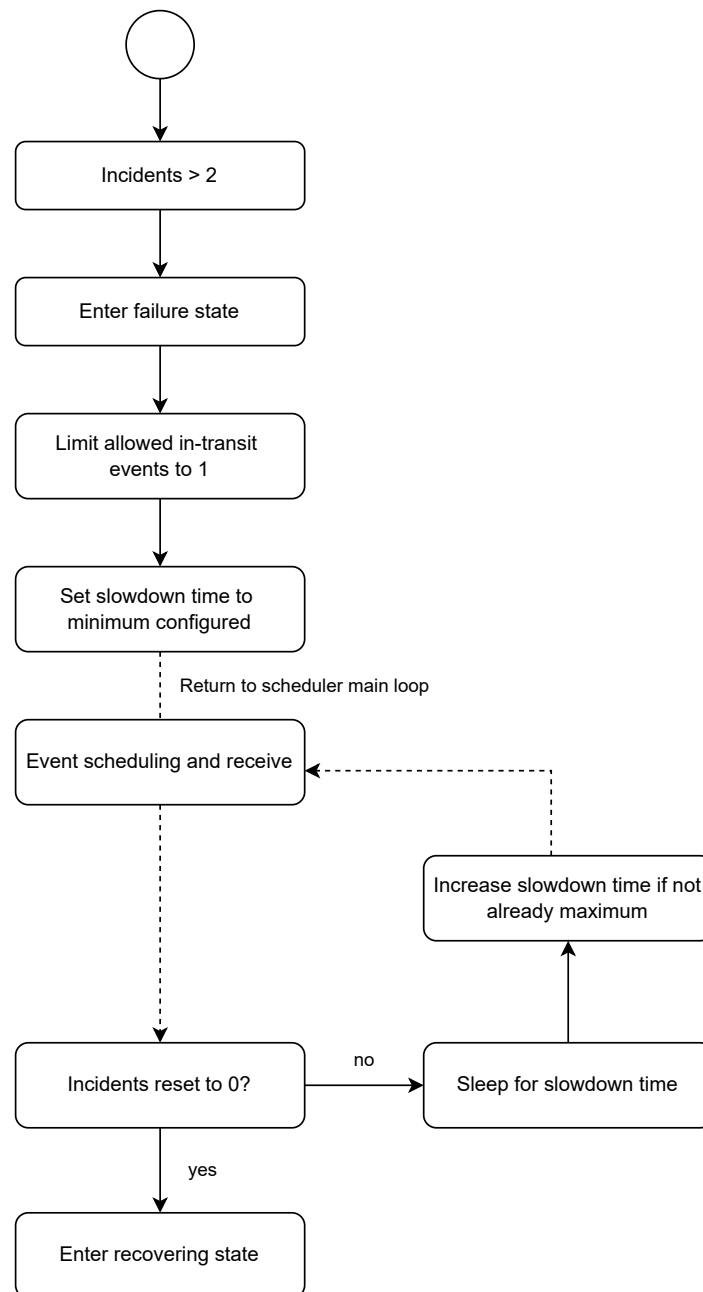 Incidents > 2
Enter failure state
Limit allowed in-transit
events to 1
Set slowdown time to
minimum configured
Return to scheduler main loop
Event scheduling and receive
Increase slowdown time if not
already maximum
Incidents reset to 0?
no
Sleep for slowdown time
yes
Enter recovering state